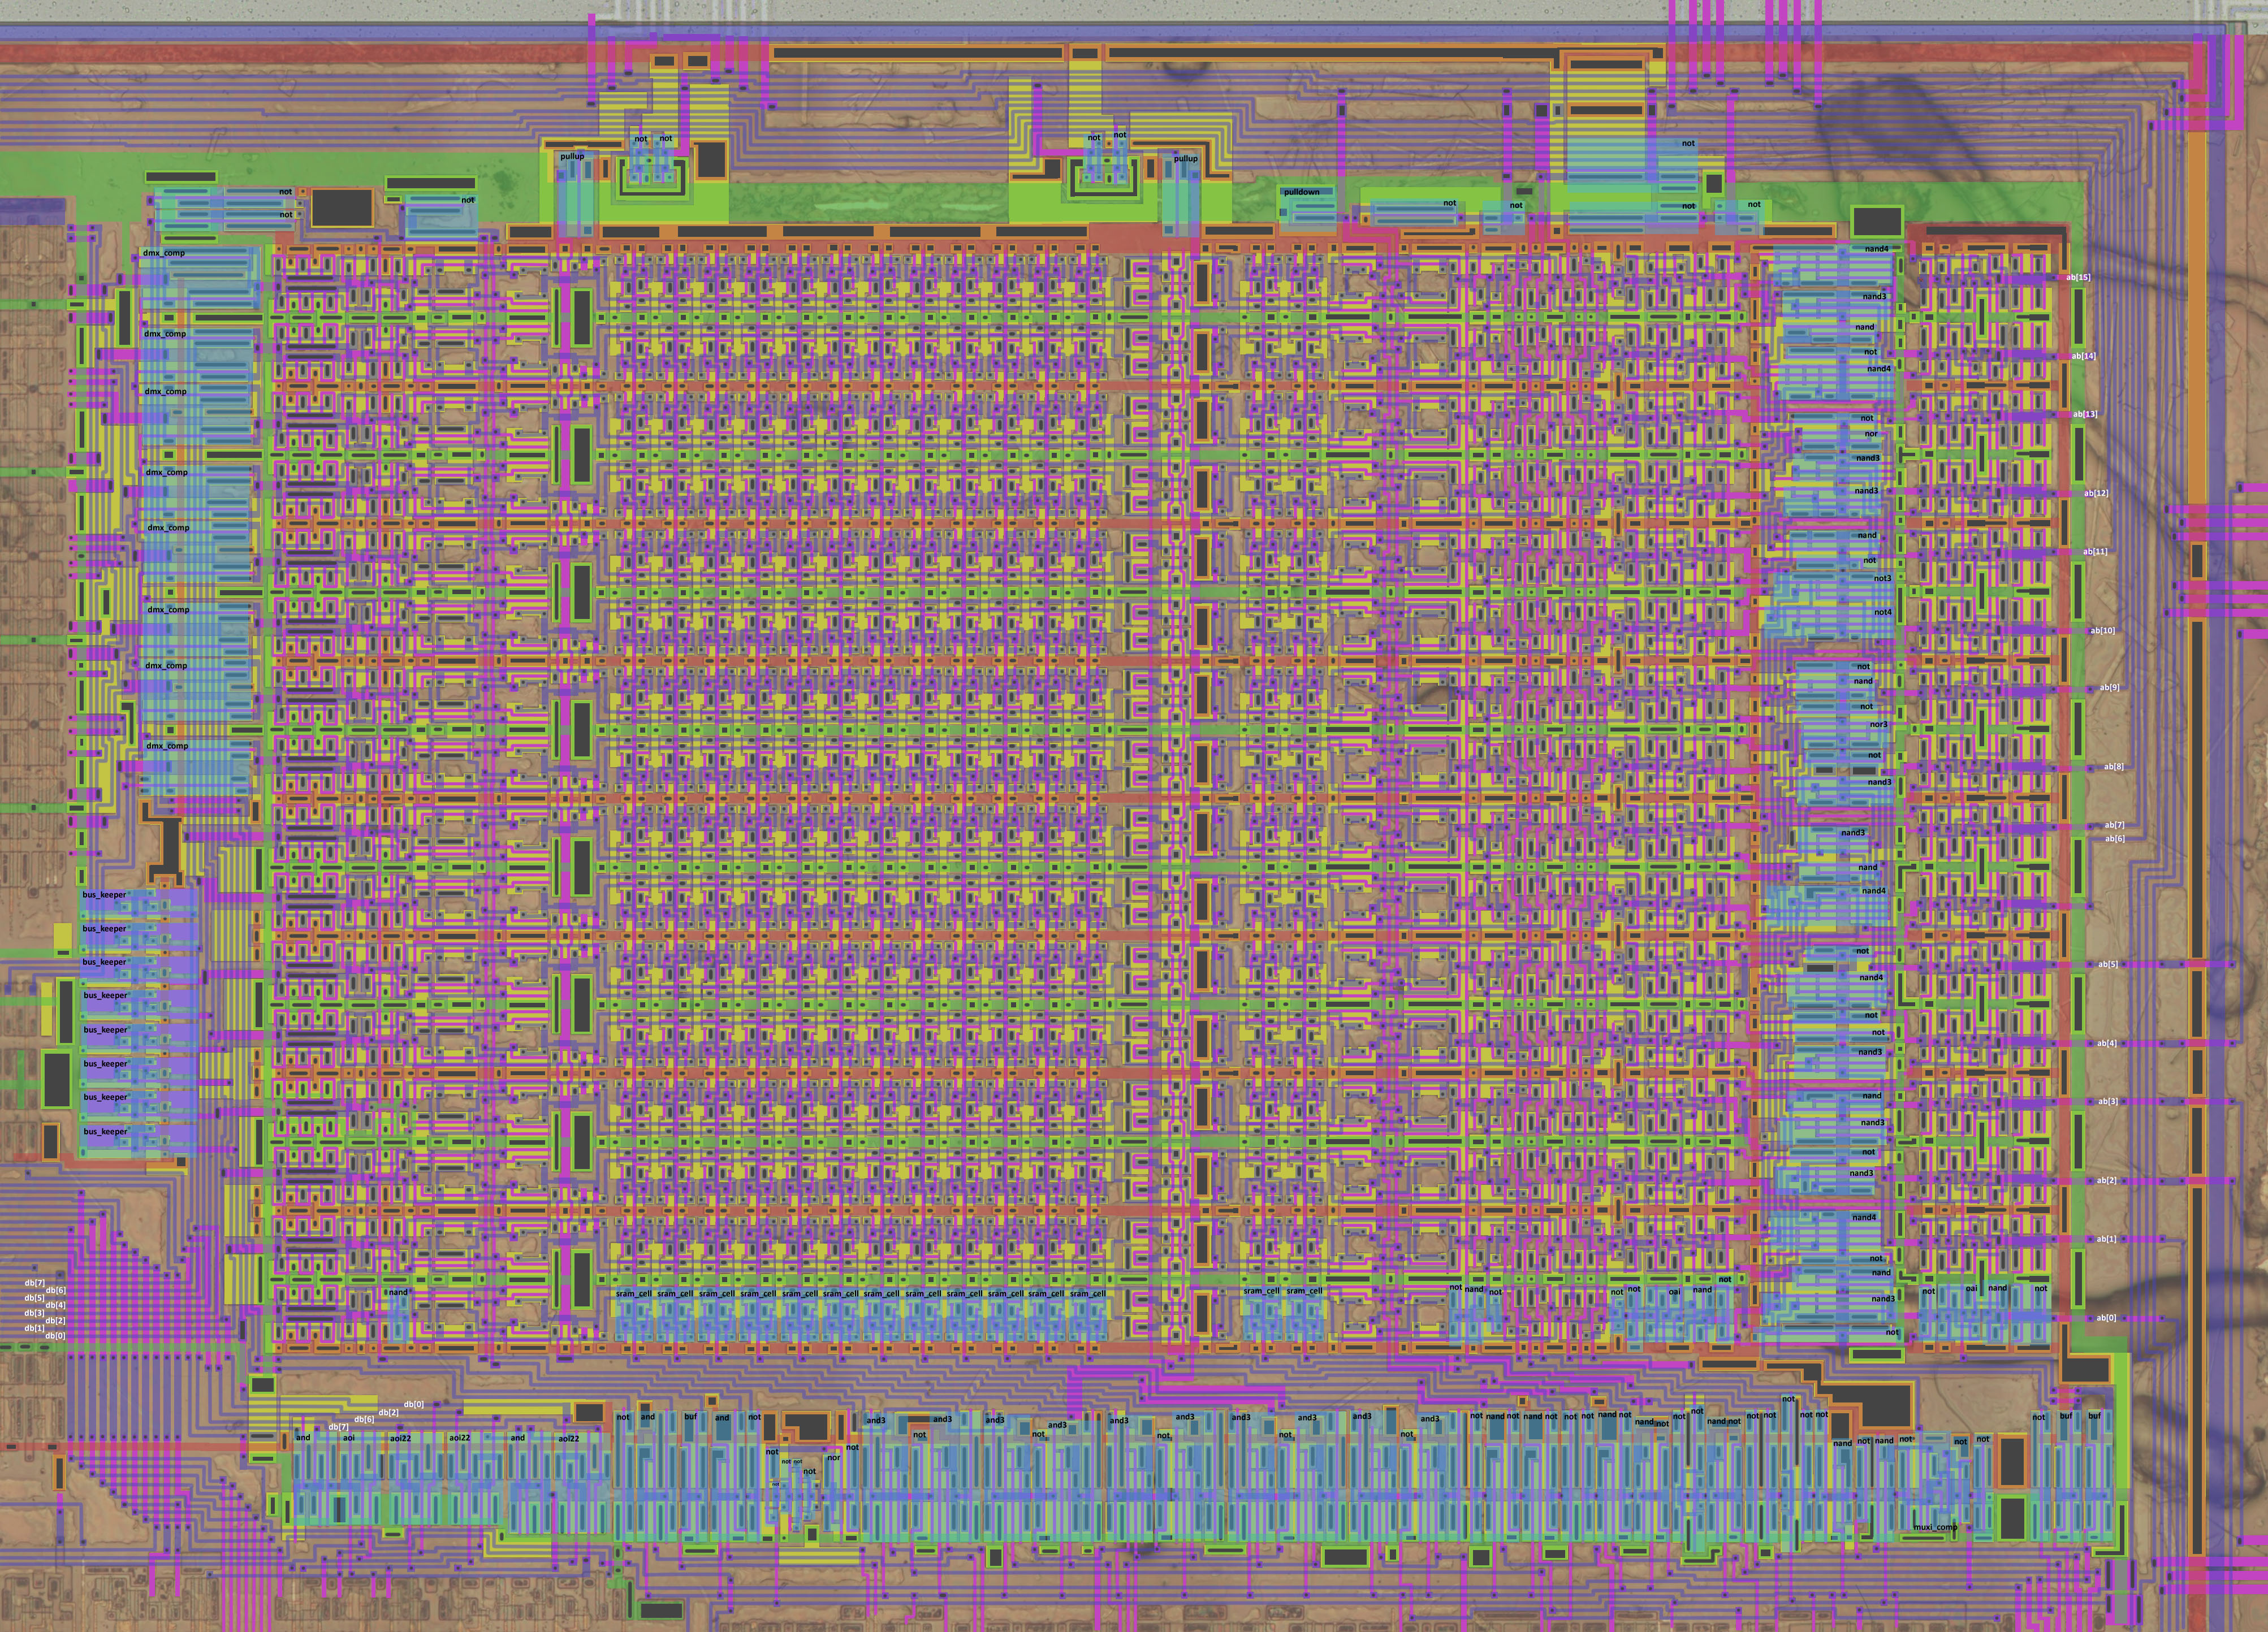 not not
pullup
not
pullup
not
pulldown
not
not
not
not
not
not
not
dmx_comp
dmx_comp
dmx_comp
dmx_comp
dmx_comp
dmx_comp
dmx_comp
dmx_comp
nand4
nand3
nand
not
nand4
not
nor
nand3
nand3
nand
not
not3
not4
not
nand
not
nor3
not
nand3
nand3
nand
nand4
not
nand4
not
not
nand3
nand
nand3
not
nand3
nand4
not
nand
nand3
not
ab[15]
ab[14]
ab[13]
ab[12]
ab[11]
ab[10]
ab[9]
ab[8]
ab[7]
ab[6]
ab[5]
ab[4]
ab[3]
ab[2]
ab[1]
ab[0]
bus_keeper
bus_keeper
bus_keeper
bus_keeper
bus_keeper
bus_keeper
bus_keeper
bus_keeper
db[7]
db[6]
db[5]
db[4]
db[3]
db[2]
db[1]
db[0]
nand
sram_cell sram_cell sram_cell sram_cell sram_cell sram_cell sram_cell sram_cell sram_cell sram_cell sram_cell sram_cell
sram_cell sram_cell
not nand not
not not oai nand not
not oai nand not
db[0]
db[2]
db[6]
db[7]
and aoi aoi22 aoi22 and aoi22
not and buf and not
not
not not
not
nor
not
and3 and3 and3 and3 and3 and3 and3 and3 and3 and3
not not not not not
not nand not nand not not not nand not nand not not not nand not not not not not not
nand not nand not not not
muxi_comp
not buf buf